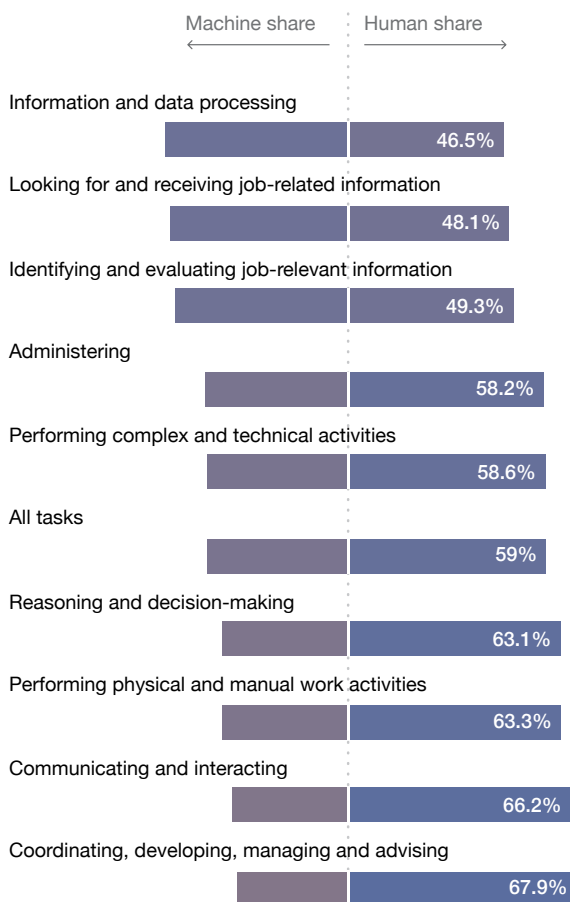 Machine share Human share
Information and data processing
46.5%
Looking for and receiving job-related information
48.1%
Identifying and evaluating job-relevant information
49.3%
Administering
58.2%
Performing complex and technical activities
58.6%
All tasks
59%
Reasoning and decision-making
63.1%
Performing physical and manual work activities
63.3%
Communicating and interacting
66.2%
Coordinating, developing, managing and advising
67.9%